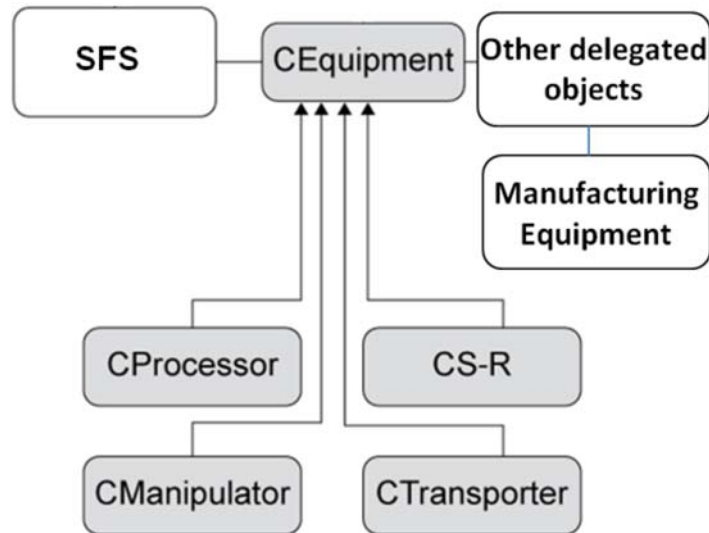 SFS
CEquipment
Other delegated
objects
Manufacturing
Equipment
CProcessor
CS-R
CManipulator
CTransporter